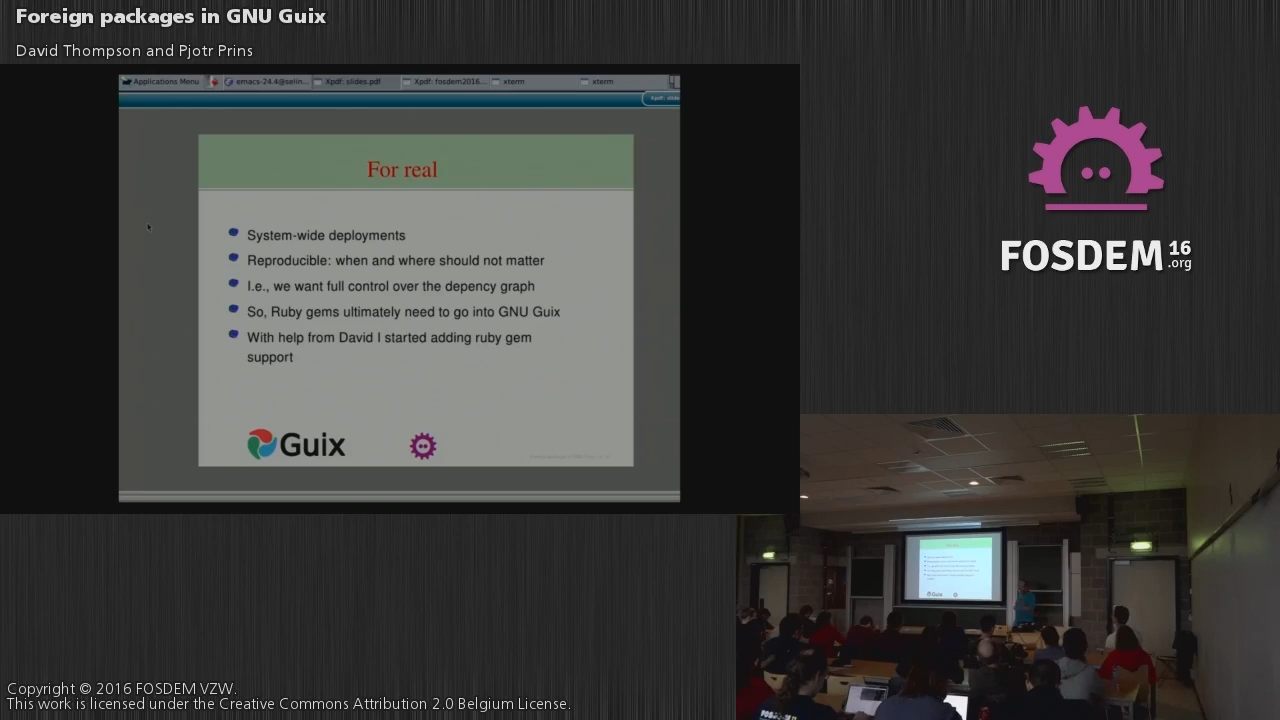 Foreign packages in GNU Guix
David Thompson and Pjotr Prins
Applications Menu
emacs-24.4@selin...
Xpdf: slides.pdf
Xpdf: fosdem2016...
xterm
xterm
For real
System-wide deployments
Reproducible: when and where should not matter
I.e., we want full control over the depency graph
So, Ruby gems ultimately need to go into GNU Guix
With help from David I started adding ruby gem
support
Guix
FOSDEM 16
.org
Copyright © 2016 FOSDEM VZW.
This work is licensed under the Creative Commons Attribution 2.0 Belgium License.